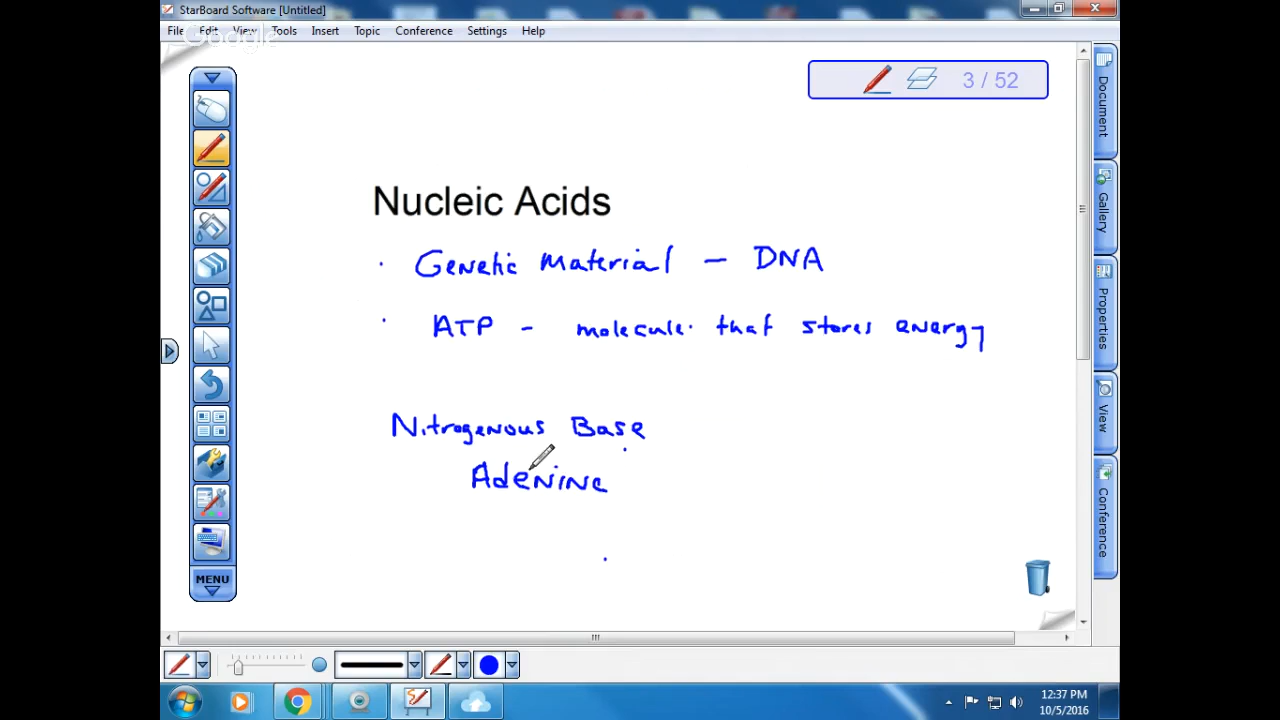 StarBoard Software [Untitled]
File Edit View Tools Insert Topic Conference Settings Help
Google
3 / 52
Nucleic Acids
· Genetic Material – DNA
· ATP - molecule that stores energy
Nitrogenous Base
Adenine
MENU
Document
Gallery
Properties
View
Conference
12:37 PM
10/5/2016